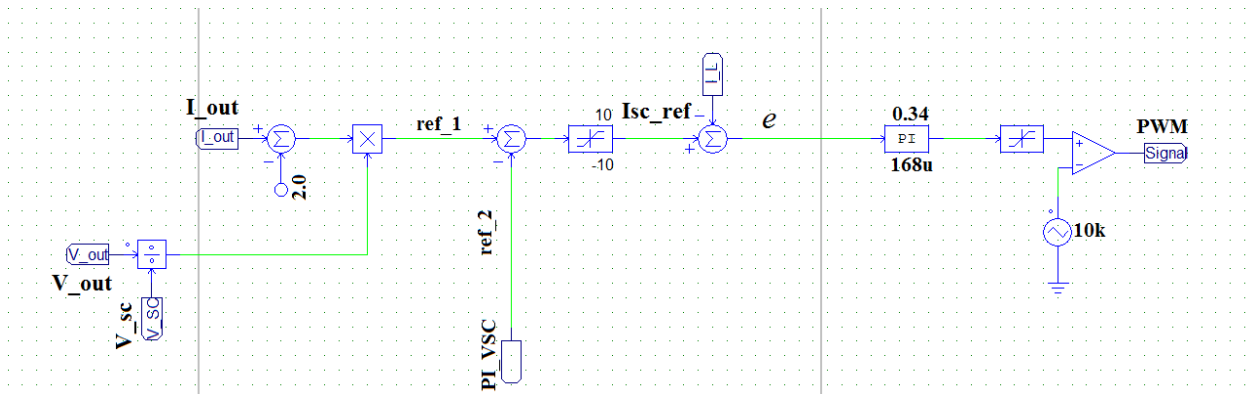 I_out
I_out
+
Σ
−
2.0
×
ref_1
+
Σ
−
ref_2
PI_VSC
10
-10
Isc_ref
I_L
−
Σ
+
e
0.34
PI
168u
+
−
10k
PWM
Signal
V_out
V_out
÷
V_sc
V_SC